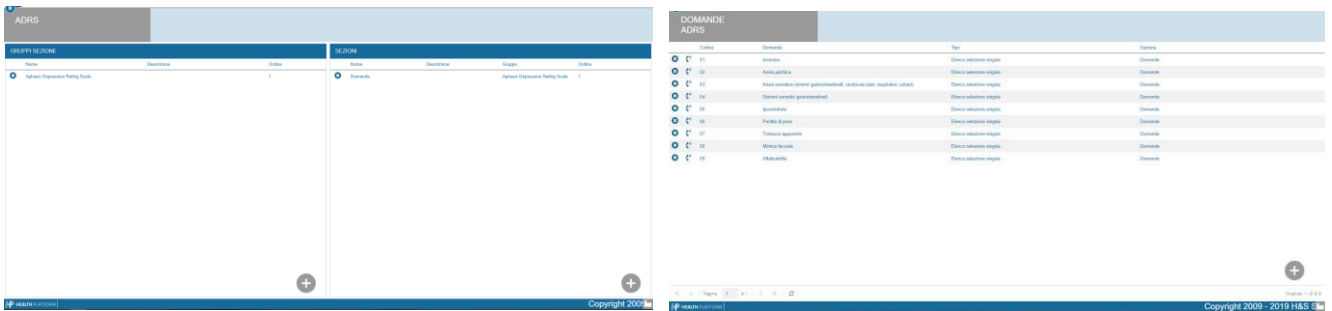 ADRS
GRUPPI SEZIONE
Nome Descrizione Ordine
Aphasic Depression Rating Scale 1
SEZIONI
Nome Descrizione Gruppo Ordine
Domande Aphasic Depression Rating Scale 1
HEALTH PLATFORM
Copyright 2009
DOMANDE
ADRS
Codice Domanda Tipo Sezione
01 Insonnia Elenco selezione singola Domande
02 Ansia psichica Elenco selezione singola Domande
03 Ansia somatica (sintomi gastrointestinali, cardiovascolari, respiratori, urinari) Elenco selezione singola Domande
04 Sintomi somatici gastrointestinali Elenco selezione singola Domande
05 Ipocondriasi Elenco selezione singola Domande
06 Perdita di peso Elenco selezione singola Domande
07 Tristezza apparente Elenco selezione singola Domande
08 Mimica facciale Elenco selezione singola Domande
09 Affaticabilità Elenco selezione singola Domande
Pagina 1 di 1
HEALTH PLATFORM
Copyright 2009 - 2019 H&S